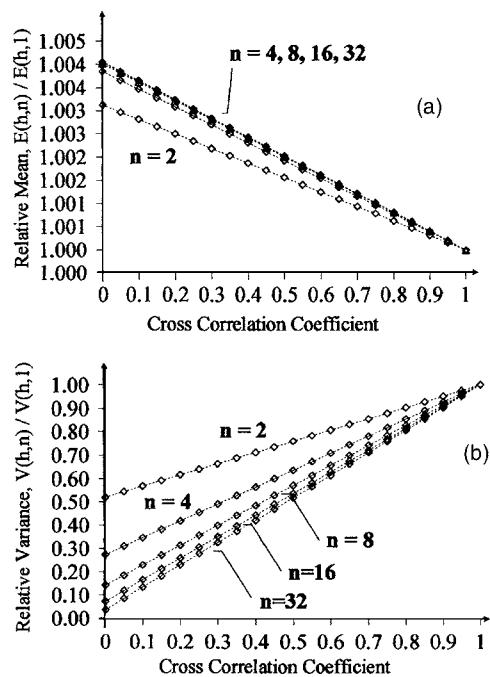 1.005
1.004
1.004
1.003
1.003
1.002
1.002
1.001
1.001
1.000
1.000
Relative Mean, E(h,n) / E(h,1)
n = 4, 8, 16, 32
n = 2
(a)
0 0.1 0.2 0.3 0.4 0.5 0.6 0.7 0.8 0.9 1
Cross Correlation Coefficient
1.00
0.90
0.80
0.70
0.60
0.50
0.40
0.30
0.20
0.10
0.00
Relative Variance, V(h,n) / V(h,1)
n = 2
(b)
n = 4
n = 8
n=16
n=32
0 0.1 0.2 0.3 0.4 0.5 0.6 0.7 0.8 0.9 1
Cross Correlation Coefficient